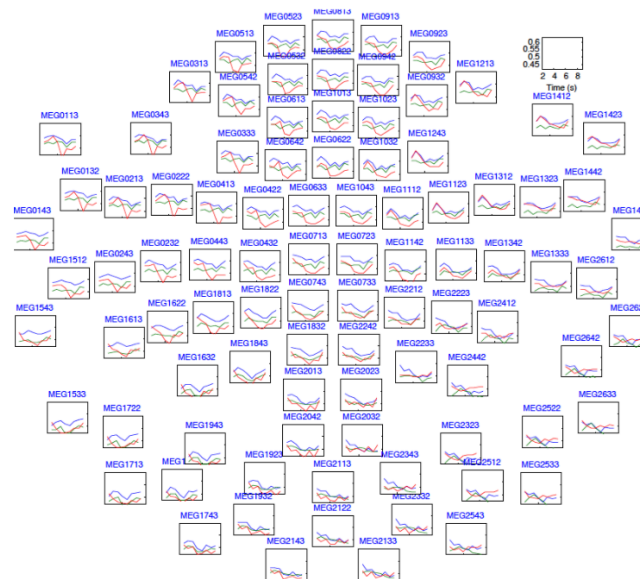 MEG0813
MEG0523 MEG0913
MEG0513 MEG0923
MEG0822
MEG0532 MEG0942
MEG0313 MEG0542 MEG0932 MEG1213
0.6
0.55
0.5
0.45
2 4 6 8
Time (s)
MEG1013
MEG0613 MEG1023
MEG1412
MEG0113 MEG0343 MEG1423
MEG0333 MEG0642 MEG0622 MEG1032 MEG1243
MEG0132 MEG0213 MEG0222 MEG0413 MEG0422 MEG0633 MEG1043 MEG1112 MEG1123 MEG1312 MEG1323 MEG1442
MEG0143
MEG1512 MEG0243 MEG0232 MEG0443 MEG0432 MEG0713 MEG0723 MEG1142 MEG1133 MEG1342 MEG1333 MEG2612
MEG1543 MEG1613 MEG1622 MEG1813 MEG1822 MEG0743 MEG0733 MEG2212 MEG2223 MEG2412
MEG1632 MEG1843 MEG1832 MEG2242 MEG2233 MEG2442 MEG2642
MEG2013 MEG2023
MEG1533 MEG1722 MEG1943 MEG2042 MEG2032 MEG2323 MEG2522 MEG2633
MEG1713 MEG1923 MEG2113 MEG2343 MEG2512 MEG2533
MEG1743 MEG1932 MEG2122 MEG2332 MEG2543
MEG2143 MEG2133